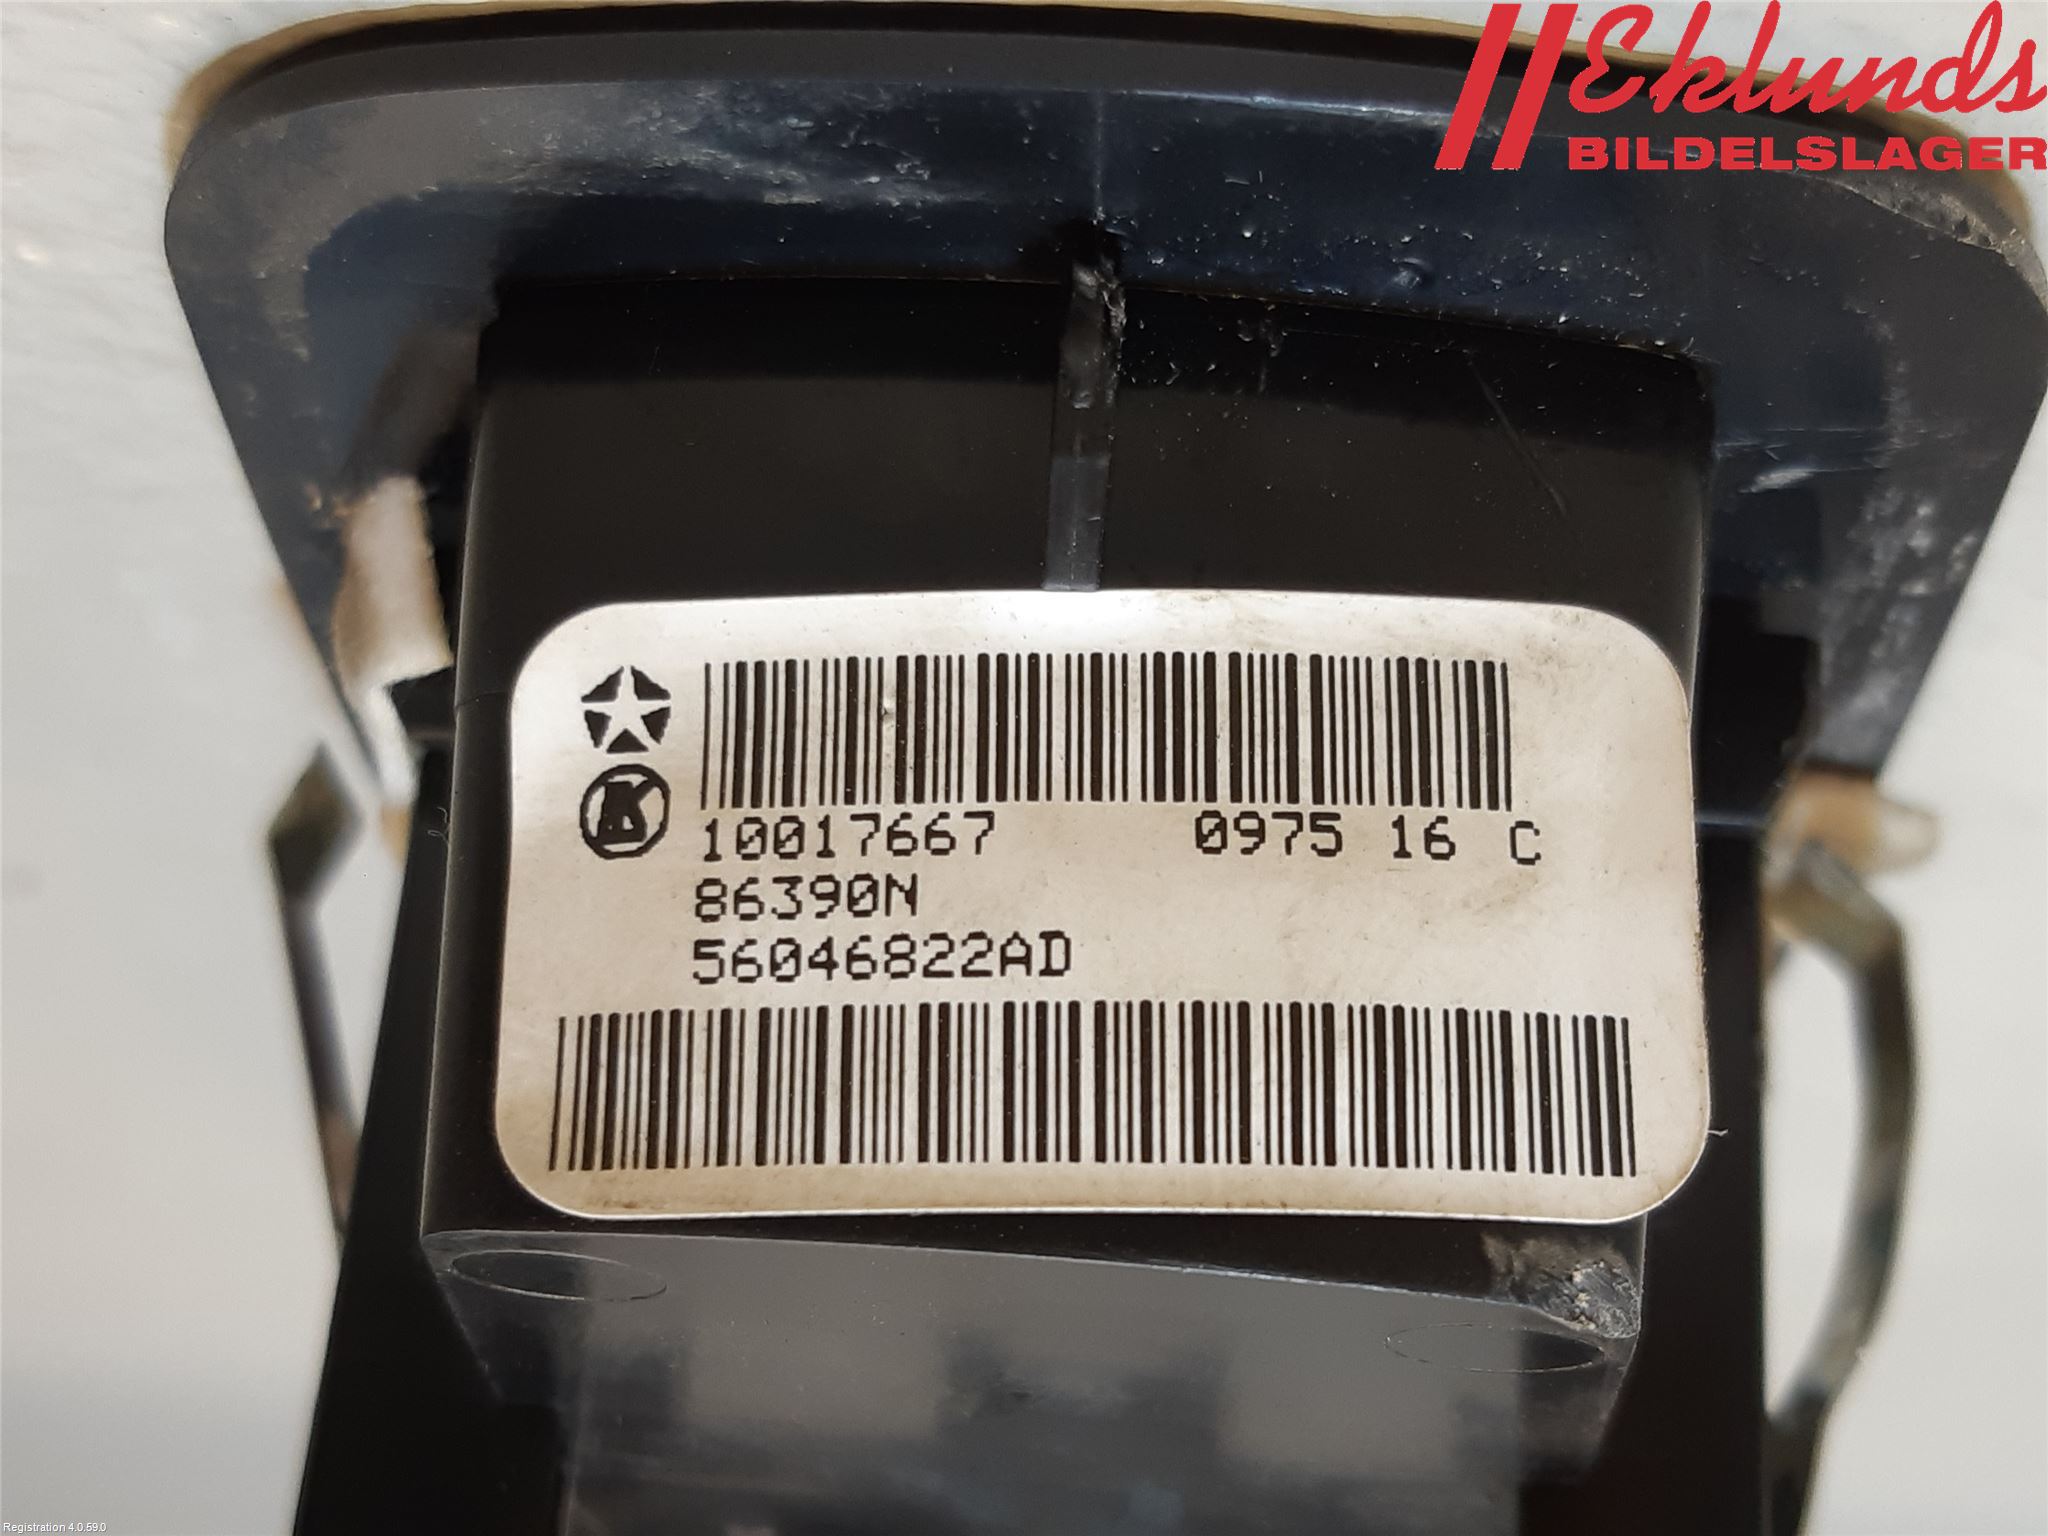 Eklunds
BILDELSLAGER
10017667 0975 16 C
86390N
56046822AD
Registration 4.0.59.0